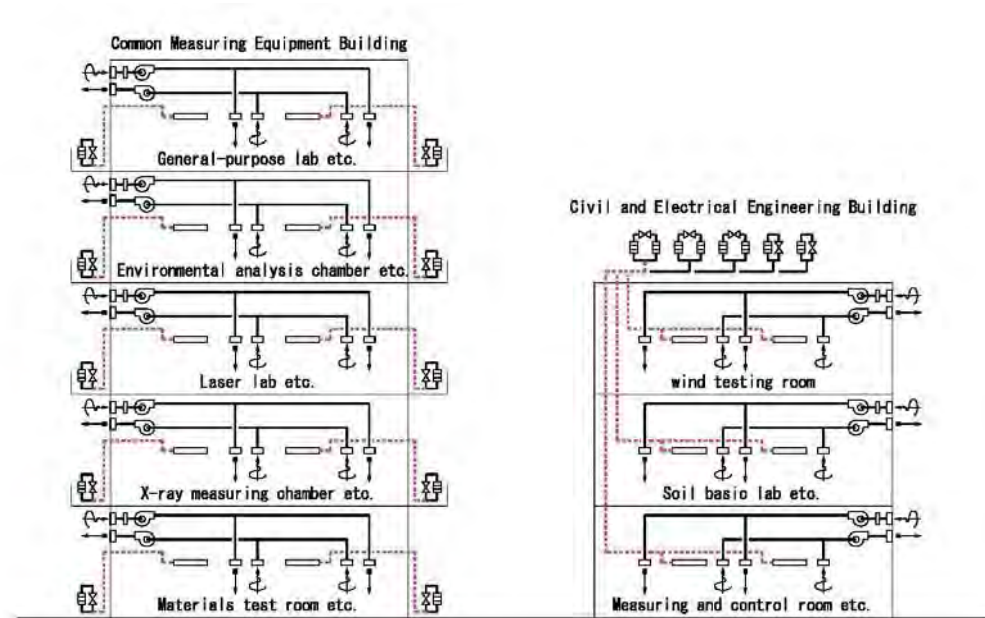 Common Measuring Equipment Building
General-purpose lab etc.
Environmental analysis chamber etc.
Laser lab etc.
X-ray measuring chamber etc.
Materials test room etc.
Civil and Electrical Engineering Building
wind testing room
Soil basic lab etc.
Measuring and control room etc.